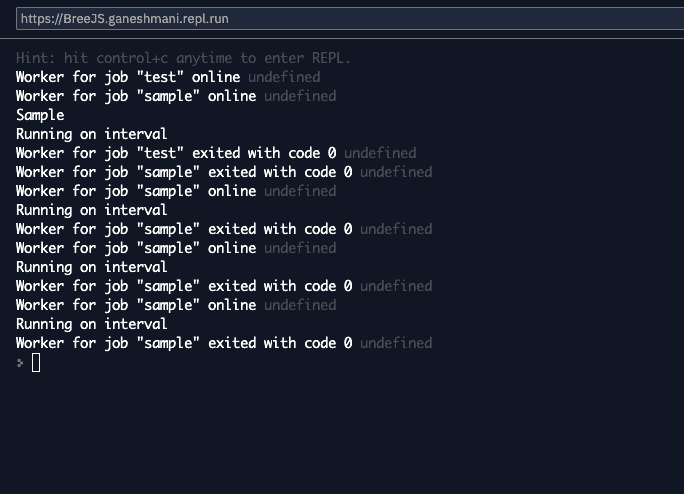 https://BreeJS.ganeshmani.repl.run
Hint: hit control+c anytime to enter REPL.
Worker for job "test" online undefined
Worker for job "sample" online undefined
Sample
Running on interval
Worker for job "test" exited with code 0 undefined
Worker for job "sample" exited with code 0 undefined
Worker for job "sample" online undefined
Running on interval
Worker for job "sample" exited with code 0 undefined
Worker for job "sample" online undefined
Running on interval
Worker for job "sample" exited with code 0 undefined
Worker for job "sample" online undefined
Running on interval
Worker for job "sample" exited with code 0 undefined